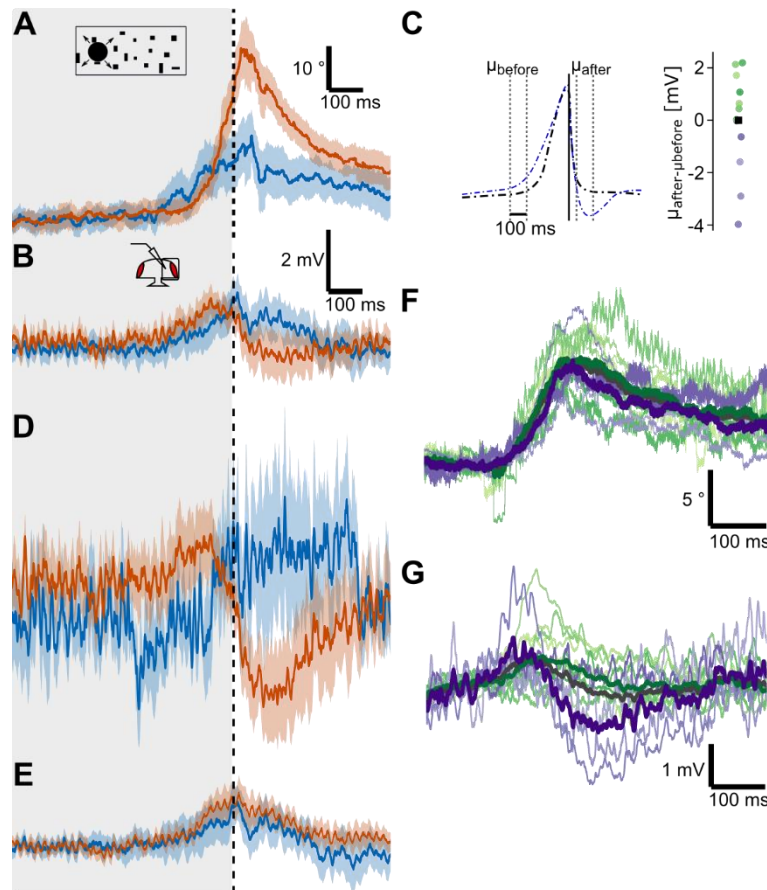 A
10 °
100 ms
B
2 mV
100 ms
C
μbefore
μafter
100 ms
μafter-μbefore [mV]
2
0
-2
-4
D
E
F
5 °
100 ms
G
1 mV
100 ms